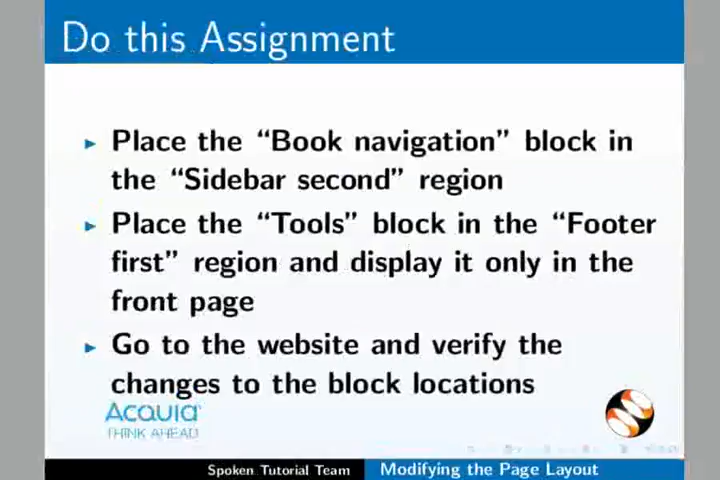 Do this Assignment
Place the “Book navigation” block in
the “Sidebar second” region
Place the “Tools” block in the “Footer
first” region and display it only in the
front page
Go to the website and verify the
changes to the block locations
Acquia
THINK AHEAD
Spoken Tutorial Team
Modifying the Page Layout